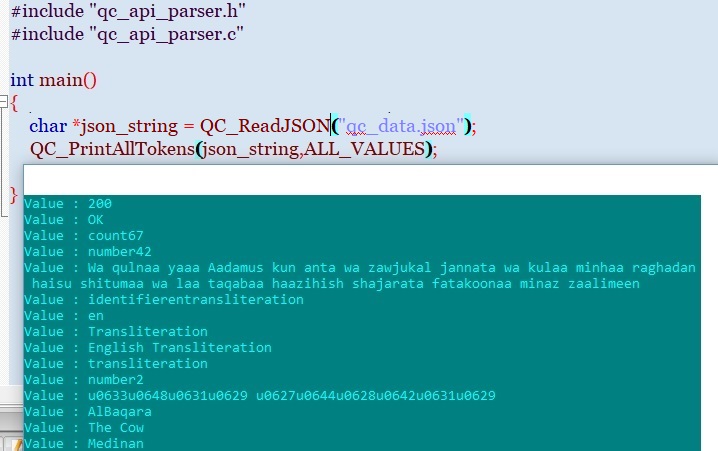 #include "qc_api_parser.h"
#include "qc_api_parser.c"
int main()
{
char *json_string = QC_ReadJSON("qc_data.json");
QC_PrintAllTokens(json_string,ALL_VALUES);
}
Value : 200
Value : OK
Value : count67
Value : number42
Value : Wa qulnaa yaaa Aadamus kun anta wa zawjukal jannata wa kulaa minhaa raghadan
haisu shitumaa wa laa taqabaa haazihish shajarata fatakoonaa minaz zaalimeen
Value : identifierentransliteration
Value : en
Value : Transliteration
Value : English Transliteration
Value : transliteration
Value : number2
Value : u0633u0648u0631u0629 u0627u0644u0628u0642u0631u0629
Value : AlBaqara
Value : The Cow
Value : Medinan